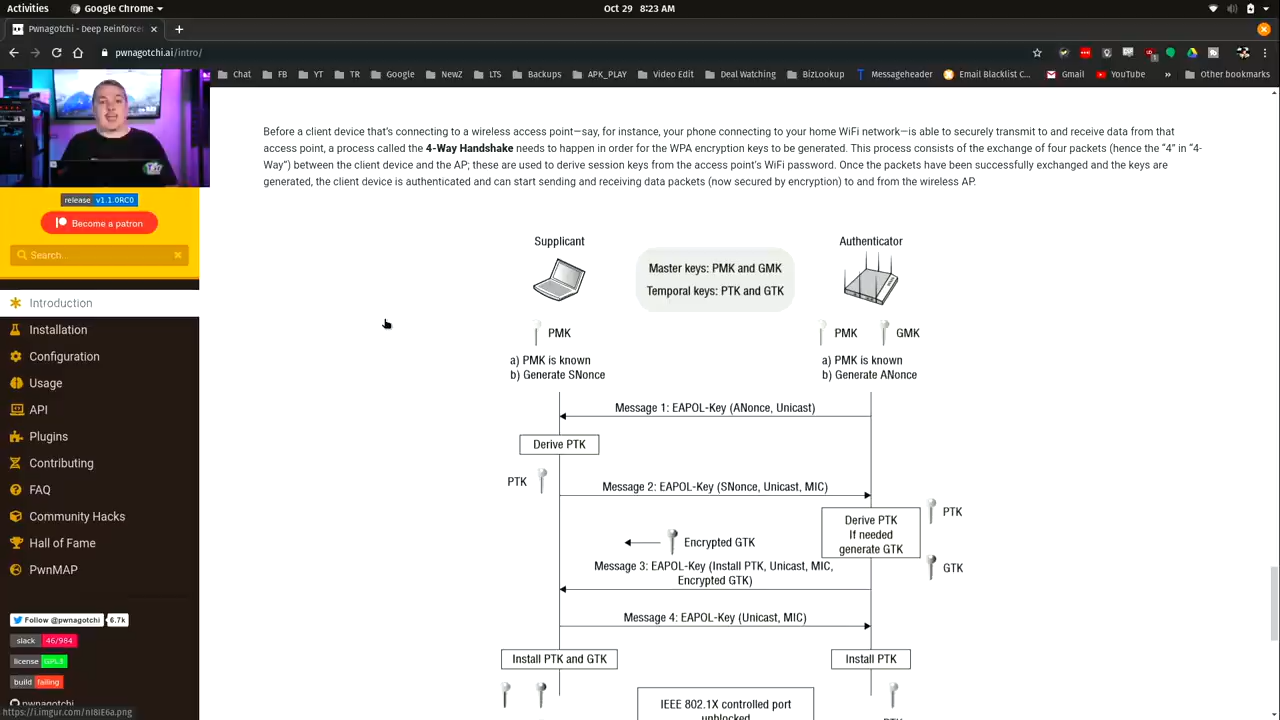 Activities
Google Chrome
Oct 29 8:23 AM
Pwnagotchi - Deep Reinforce
pwnagotchi.ai/intro/
Chat
FB
YT
TR
Google
NewZ
LTS
Backups
APK_PLAY
Video Edit
Deal Watching
Bizlookup
Messageheader
Email Blacklist C...
Gmail
YouTube
»
Other bookmarks
Before a client device that's connecting to a wireless access point—say, for instance, your phone connecting to your home WiFi network—is able to securely transmit to and receive data from that
access point, a process called the 4-Way Handshake needs to happen in order for the WPA encryption keys to be generated. This process consists of the exchange of four packets (hence the "4" in "4-
Way") between the client device and the AP; these are used to derive session keys from the access point's WiFi password. Once the packets have been successfully exchanged and the keys are
generated, the client device is authenticated and can start sending and receiving data packets (now secured by encryption) to and from the wireless AP.
release v1.1.0RC0
Become a patron
Search...
Introduction
Installation
Configuration
Usage
API
Plugins
Contributing
FAQ
Community Hacks
Hall of Fame
PwnMAP
Follow @pwnagotchi 6.7k
slack 46/984
license GPL3
build failing
pwnagotchi
https://i.imgur.com/nI8IE6a.png
Supplicant
Authenticator
Master keys: PMK and GMK
Temporal keys: PTK and GTK
PMK
PMK
GMK
a) PMK is known
b) Generate SNonce
a) PMK is known
b) Generate ANonce
Message 1: EAPOL-Key (ANonce, Unicast)
Derive PTK
PTK
Message 2: EAPOL-Key (SNonce, Unicast, MIC)
Derive PTK
If needed
generate GTK
PTK
Encrypted GTK
GTK
Message 3: EAPOL-Key (Install PTK, Unicast, MIC,
Encrypted GTK)
Message 4: EAPOL-Key (Unicast, MIC)
Install PTK and GTK
Install PTK
IEEE 802.1X controlled port
unblocked